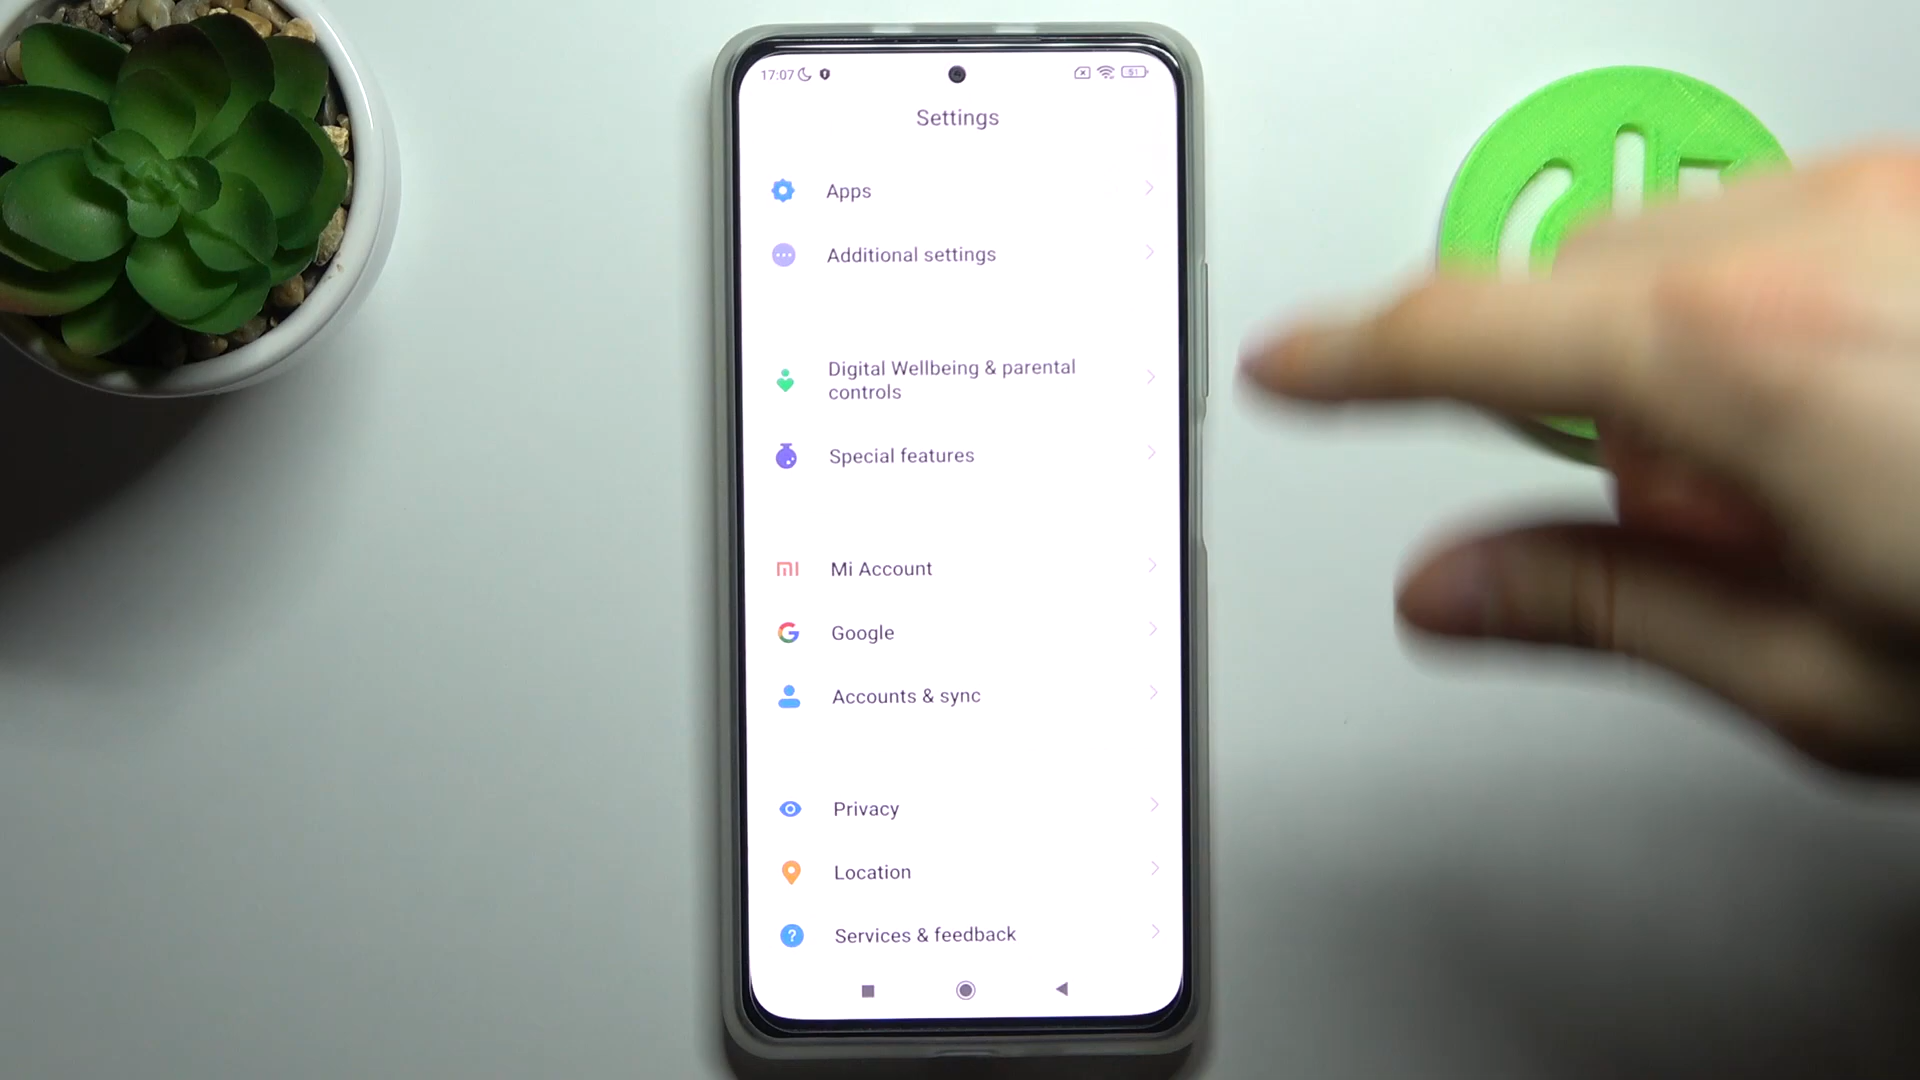 17:07
51
Settings
Apps
Additional settings
Digital Wellbeing & parental
controls
Special features
Mi Account
Google
Accounts & sync
Privacy
Location
Services & feedback